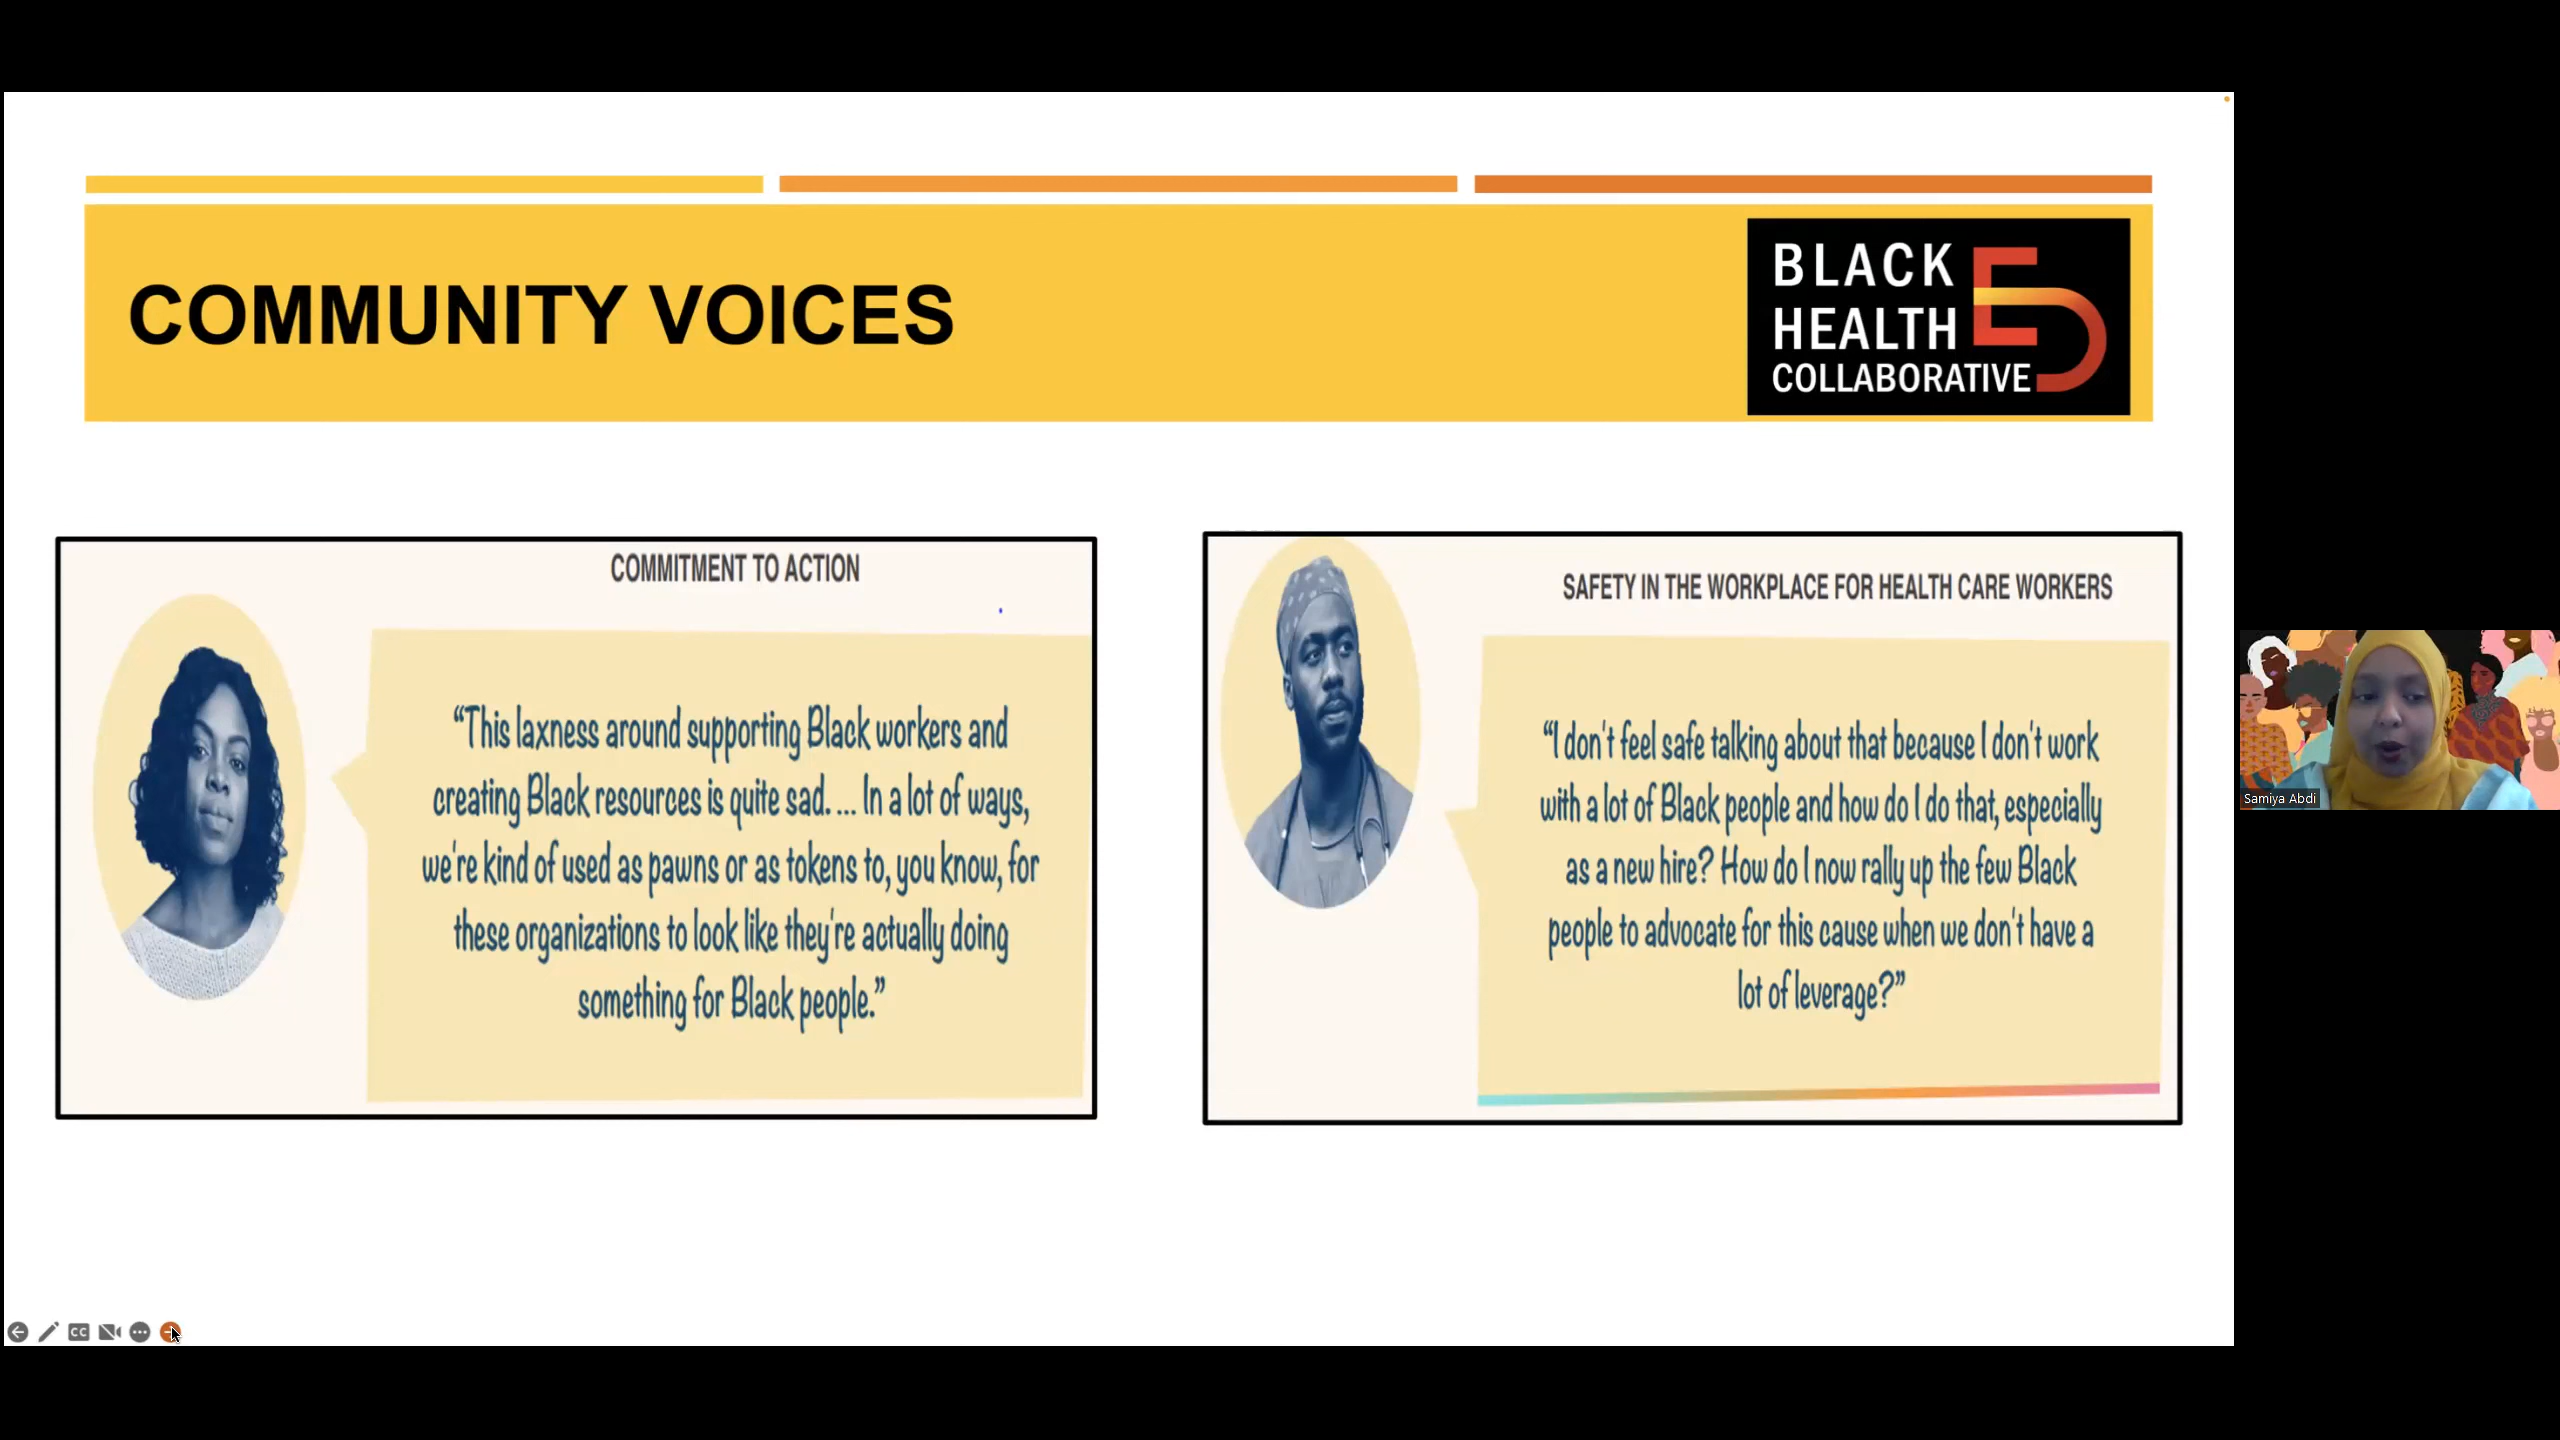 COMMUNITY VOICES
BLACK
HEALTH
COLLABORATIVE
ED
COMMITMENT TO ACTION
“This laxness around supporting Black workers and
creating Black resources is quite sad. ... In a lot of ways,
we're kind of used as pawns or as tokens to, you know, for
these organizations to look like they're actually doing
something for Black people.”
SAFETY IN THE WORKPLACE FOR HEALTH CARE WORKERS
“I don't feel safe talking about that because I don't work
with a lot of Black people and how do I do that, especially
as a new hire? How do I now rally up the few Black
people to advocate for this cause when we don't have a
lot of leverage?”
Samiya Abdi
CC